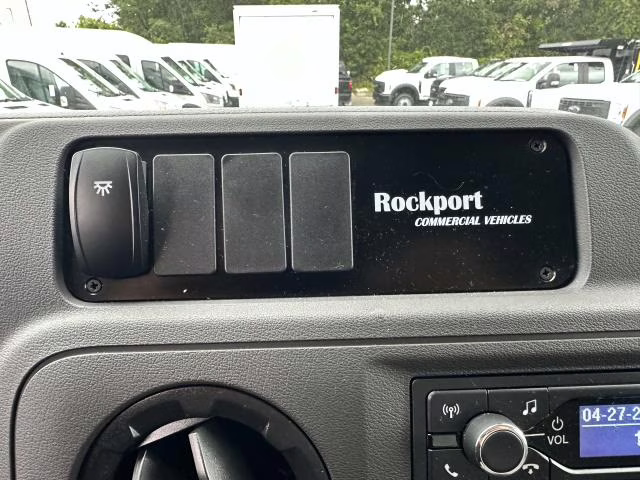 Rockport
COMMERCIAL VEHICLES
04-27-2
VOL